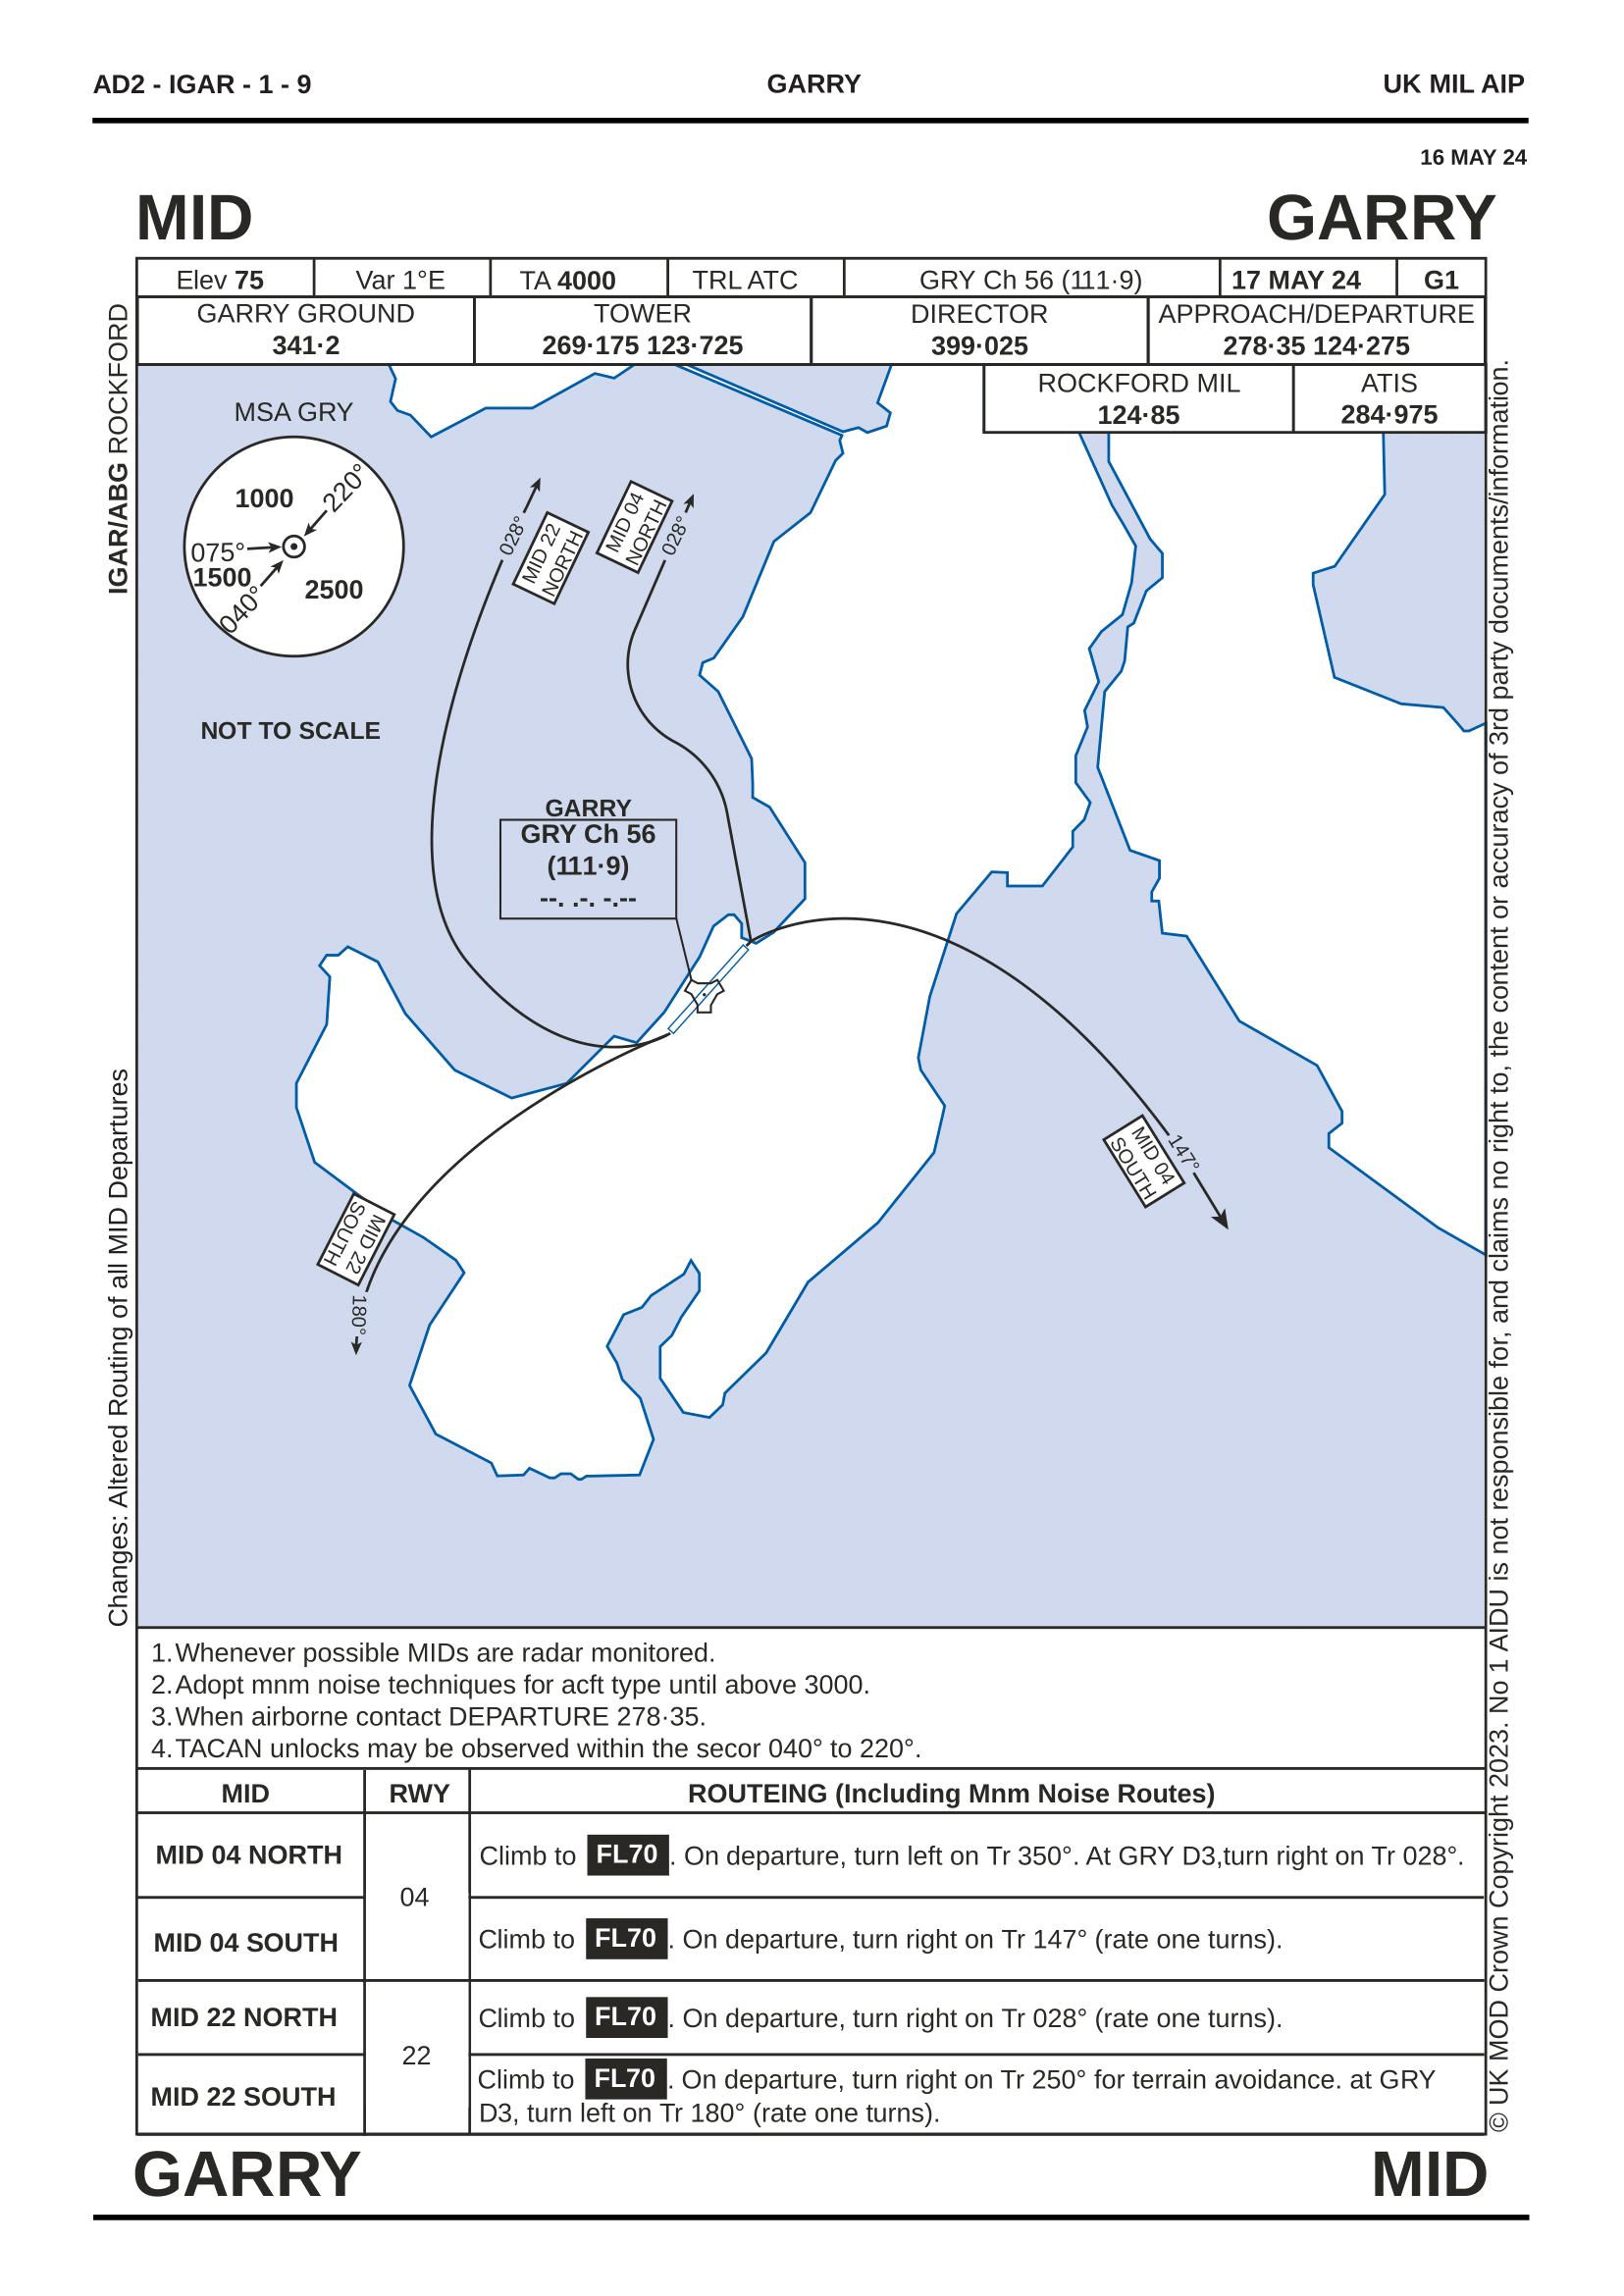 AD2 - IGAR - 1 - 9
GARRY
UK MIL AIP
16 MAY 24
MID
GARRY
Elev 75
Var 1°E
TA 4000
TRL ATC
GRY Ch 56 (111·9)
17 MAY 24
G1
GARRY GROUND
341·2
TOWER
269·175 123·725
DIRECTOR
399·025
APPROACH/DEPARTURE
278·35 124·275
ROCKFORD MIL
124·85
ATIS
284·975
IGAR/ABG ROCKFORD
MSA GRY
1000
220°
075°
1500
040°
2500
NOT TO SCALE
028°
MID 22
NORTH
MID 04
NORTH
028°
GARRY
GRY Ch 56
(111·9)
--. .-. -.--
MID 04
SOUTH
147°
MID 22
SOUTH
180°
Changes: Altered Routing of all MID Departures
© UK MOD Crown Copyright 2023. No 1 AIDU is not responsible for, and claims no right to, the content or accuracy of 3rd party documents/information.
1. Whenever possible MIDs are radar monitored.
2. Adopt mnm noise techniques for acft type until above 3000.
3. When airborne contact DEPARTURE 278·35.
4. TACAN unlocks may be observed within the secor 040° to 220°.
MID
RWY
ROUTEING (Including Mnm Noise Routes)
MID 04 NORTH
04
Climb to FL70. On departure, turn left on Tr 350°. At GRY D3,turn right on Tr 028°.
MID 04 SOUTH
Climb to FL70. On departure, turn right on Tr 147° (rate one turns).
MID 22 NORTH
22
Climb to FL70. On departure, turn right on Tr 028° (rate one turns).
MID 22 SOUTH
Climb to FL70. On departure, turn right on Tr 250° for terrain avoidance. at GRY
D3, turn left on Tr 180° (rate one turns).
GARRY
MID